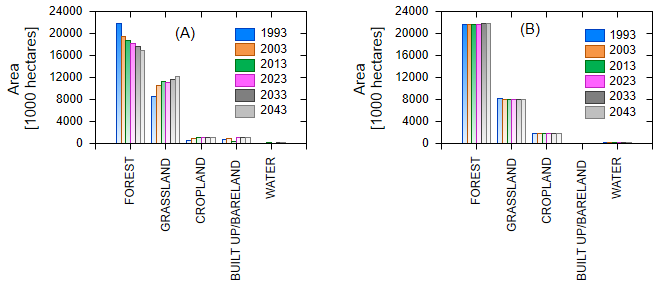 24000
20000
16000
12000
8000
4000
0
Area
[1000 hectares]
(A)
1993
2003
2013
2023
2033
2043
FOREST
GRASSLAND
CROPLAND
BUILT UP/BARELAND
WATER
24000
20000
16000
12000
8000
4000
0
Area
[1000 hectares]
(B)
1993
2003
2013
2023
2033
2043
FOREST
GRASSLAND
CROPLAND
BUILT UP/BARELAND
WATER